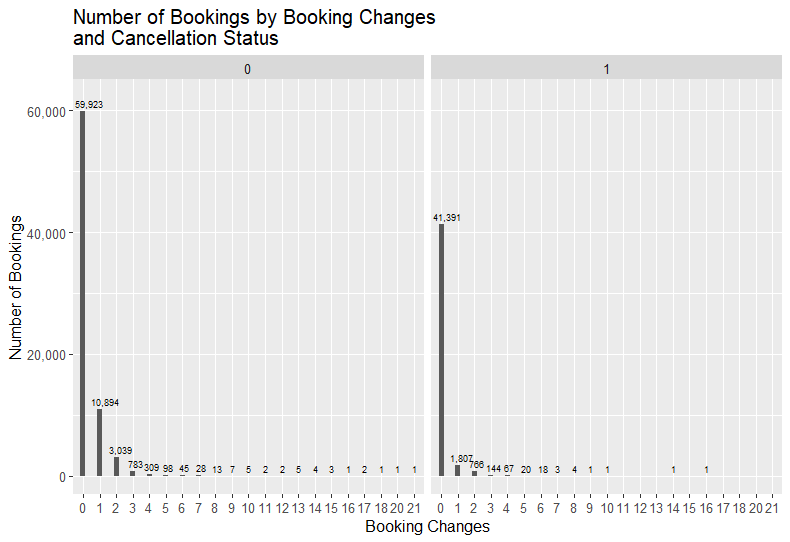 Number of Bookings by Booking Changes
and Cancellation Status
0 1
Number of Bookings
60,000
40,000
20,000
0
59,923
10,894
3,039
783 309 98 45 28 13 7 5 2 2 5 4 3 1 2 1 1 1
41,391
1,807
766
144 67 20 18 3 4 1 1 1 1
0 1 2 3 4 5 6 7 8 9 10 11 12 13 14 15 16 17 18 20 21 0 1 2 3 4 5 6 7 8 9 10 11 12 13 14 15 16 17 18 20 21
Booking Changes